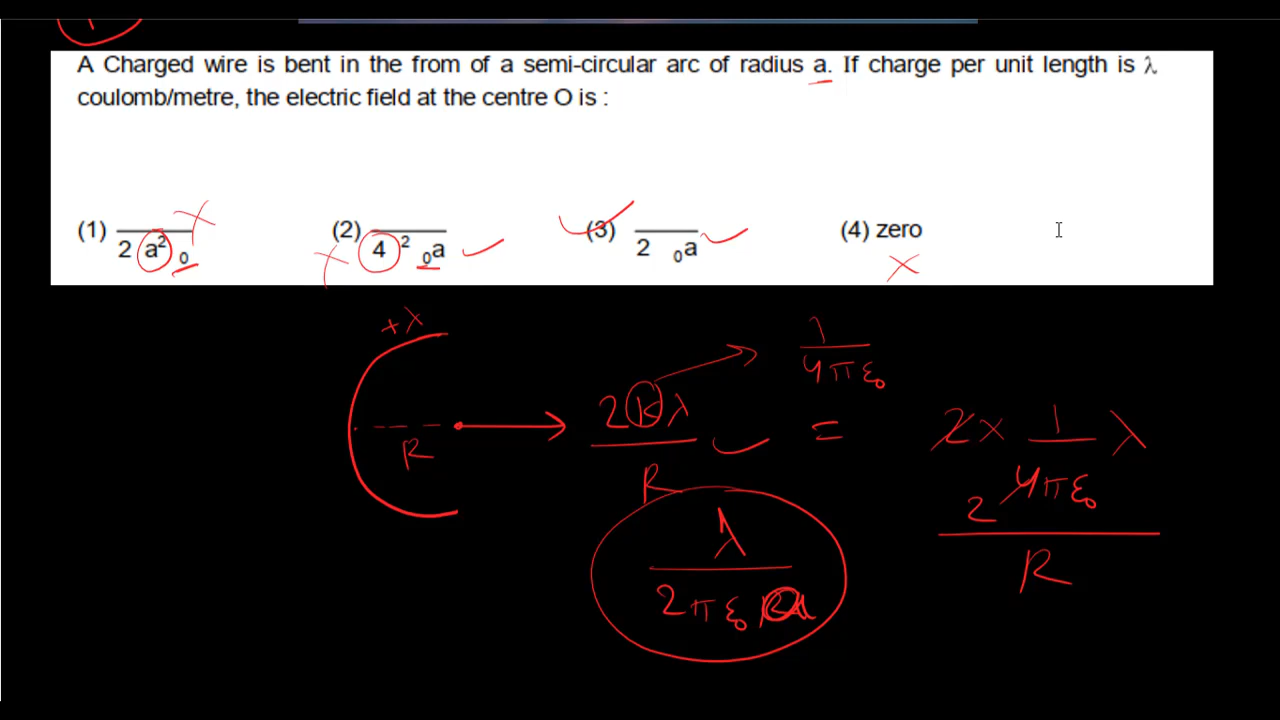 A Charged wire is bent in the from of a semi-circular arc of radius a. If charge per unit length is λ
coulomb/metre, the electric field at the centre O is :
(1) ―― 2 a² ₀
(2) ―― 4 ² ₀a
(3) ―― 2 ₀a
(4) zero
+λ
R
2kλ / R
1 / 4πε₀
= 2 × 1 / 4πε₀ λ / R
2
λ / 2πε₀ a